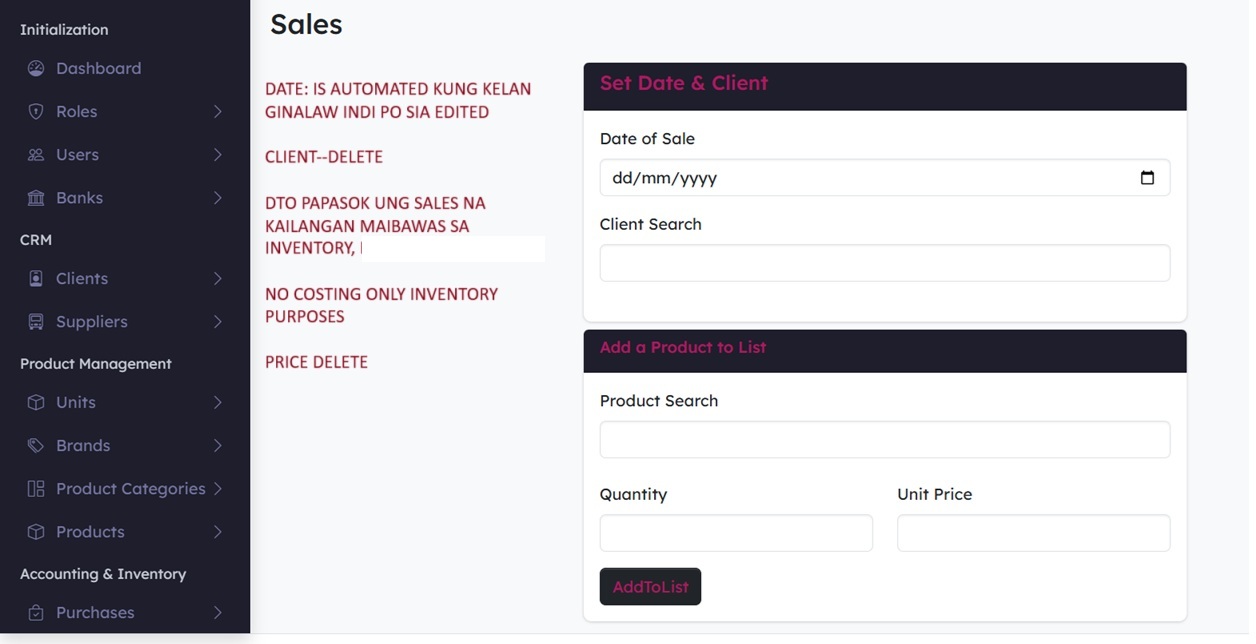 Initialization
Dashboard
Roles
Users
Banks
CRM
Clients
Suppliers
Product Management
Units
Brands
Product Categories
Products
Accounting & Inventory
Purchases
Sales
DATE: IS AUTOMATED KUNG KELAN
GINALAW INDI PO SIA EDITED
CLIENT--DELETE
DTO PAPASOK UNG SALES NA
KAILANGAN MAIBAWAS SA
INVENTORY,
NO COSTING ONLY INVENTORY
PURPOSES
PRICE DELETE
Set Date & Client
Date of Sale
dd/mm/yyyy
Client Search
Add a Product to List
Product Search
Quantity
Unit Price
AddToList